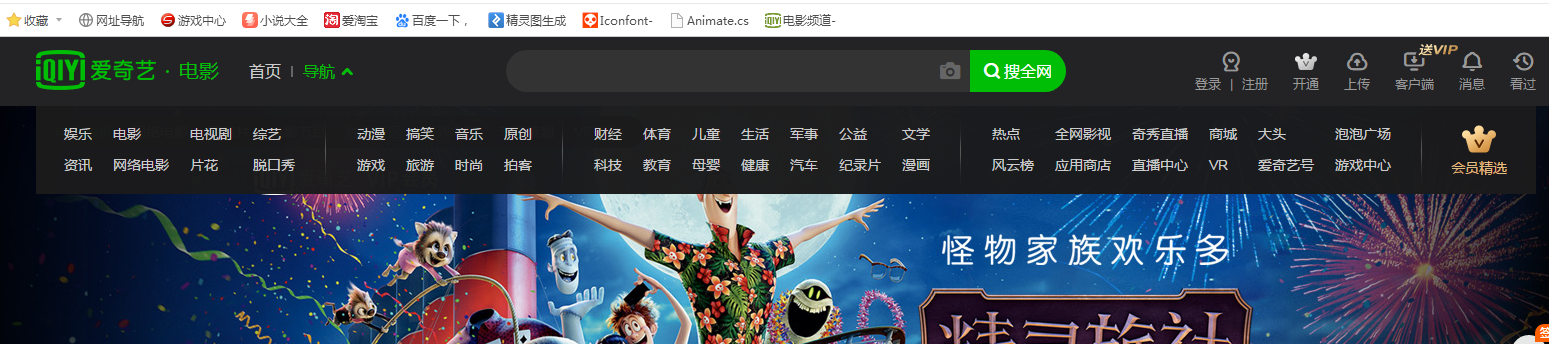 收藏 网址导航 游戏中心 小说大全 爱淘宝 百度一下， 精灵图生成 Iconfont- Animate.cs 电影频道-
iQIYI 爱奇艺 · 电影 首页 | 导航 搜全网 登录 | 注册 开通 上传 送VIP 客户端 消息 看过
娱乐 电影 电视剧 综艺 动漫 搞笑 音乐 原创 财经 体育 儿童 生活 军事 公益 文学 热点 全网影视 奇秀直播 商城 大头 泡泡广场
资讯 网络电影 片花 脱口秀 游戏 旅游 时尚 拍客 科技 教育 母婴 健康 汽车 纪录片 漫画 风云榜 应用商店 直播中心 VR 爱奇艺号 游戏中心 会员精选
怪物家族欢乐多
精灵旅社